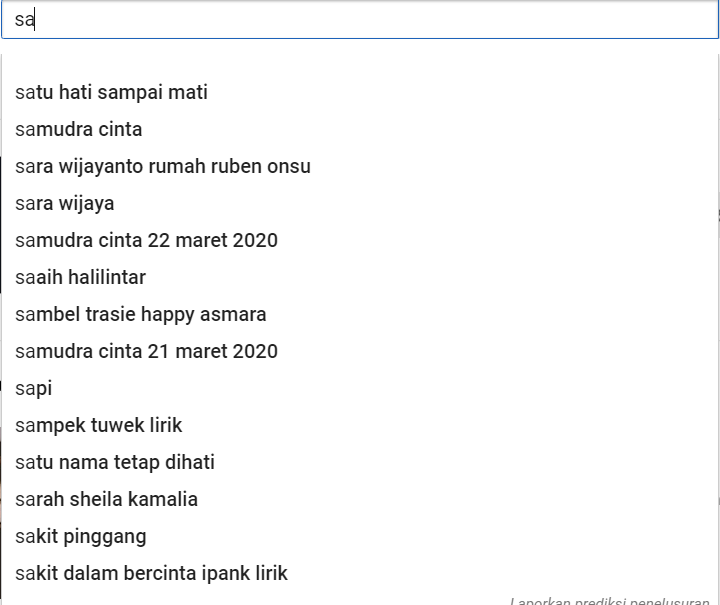 sa
satu hati sampai mati
samudra cinta
sara wijayanto rumah ruben onsu
sara wijaya
samudra cinta 22 maret 2020
saaih halilintar
sambel trasie happy asmara
samudra cinta 21 maret 2020
sapi
sampek tuwek lirik
satu nama tetap dihati
sarah sheila kamalia
sakit pinggang
sakit dalam bercinta ipank lirik
Laporkan prediksi penelusuran